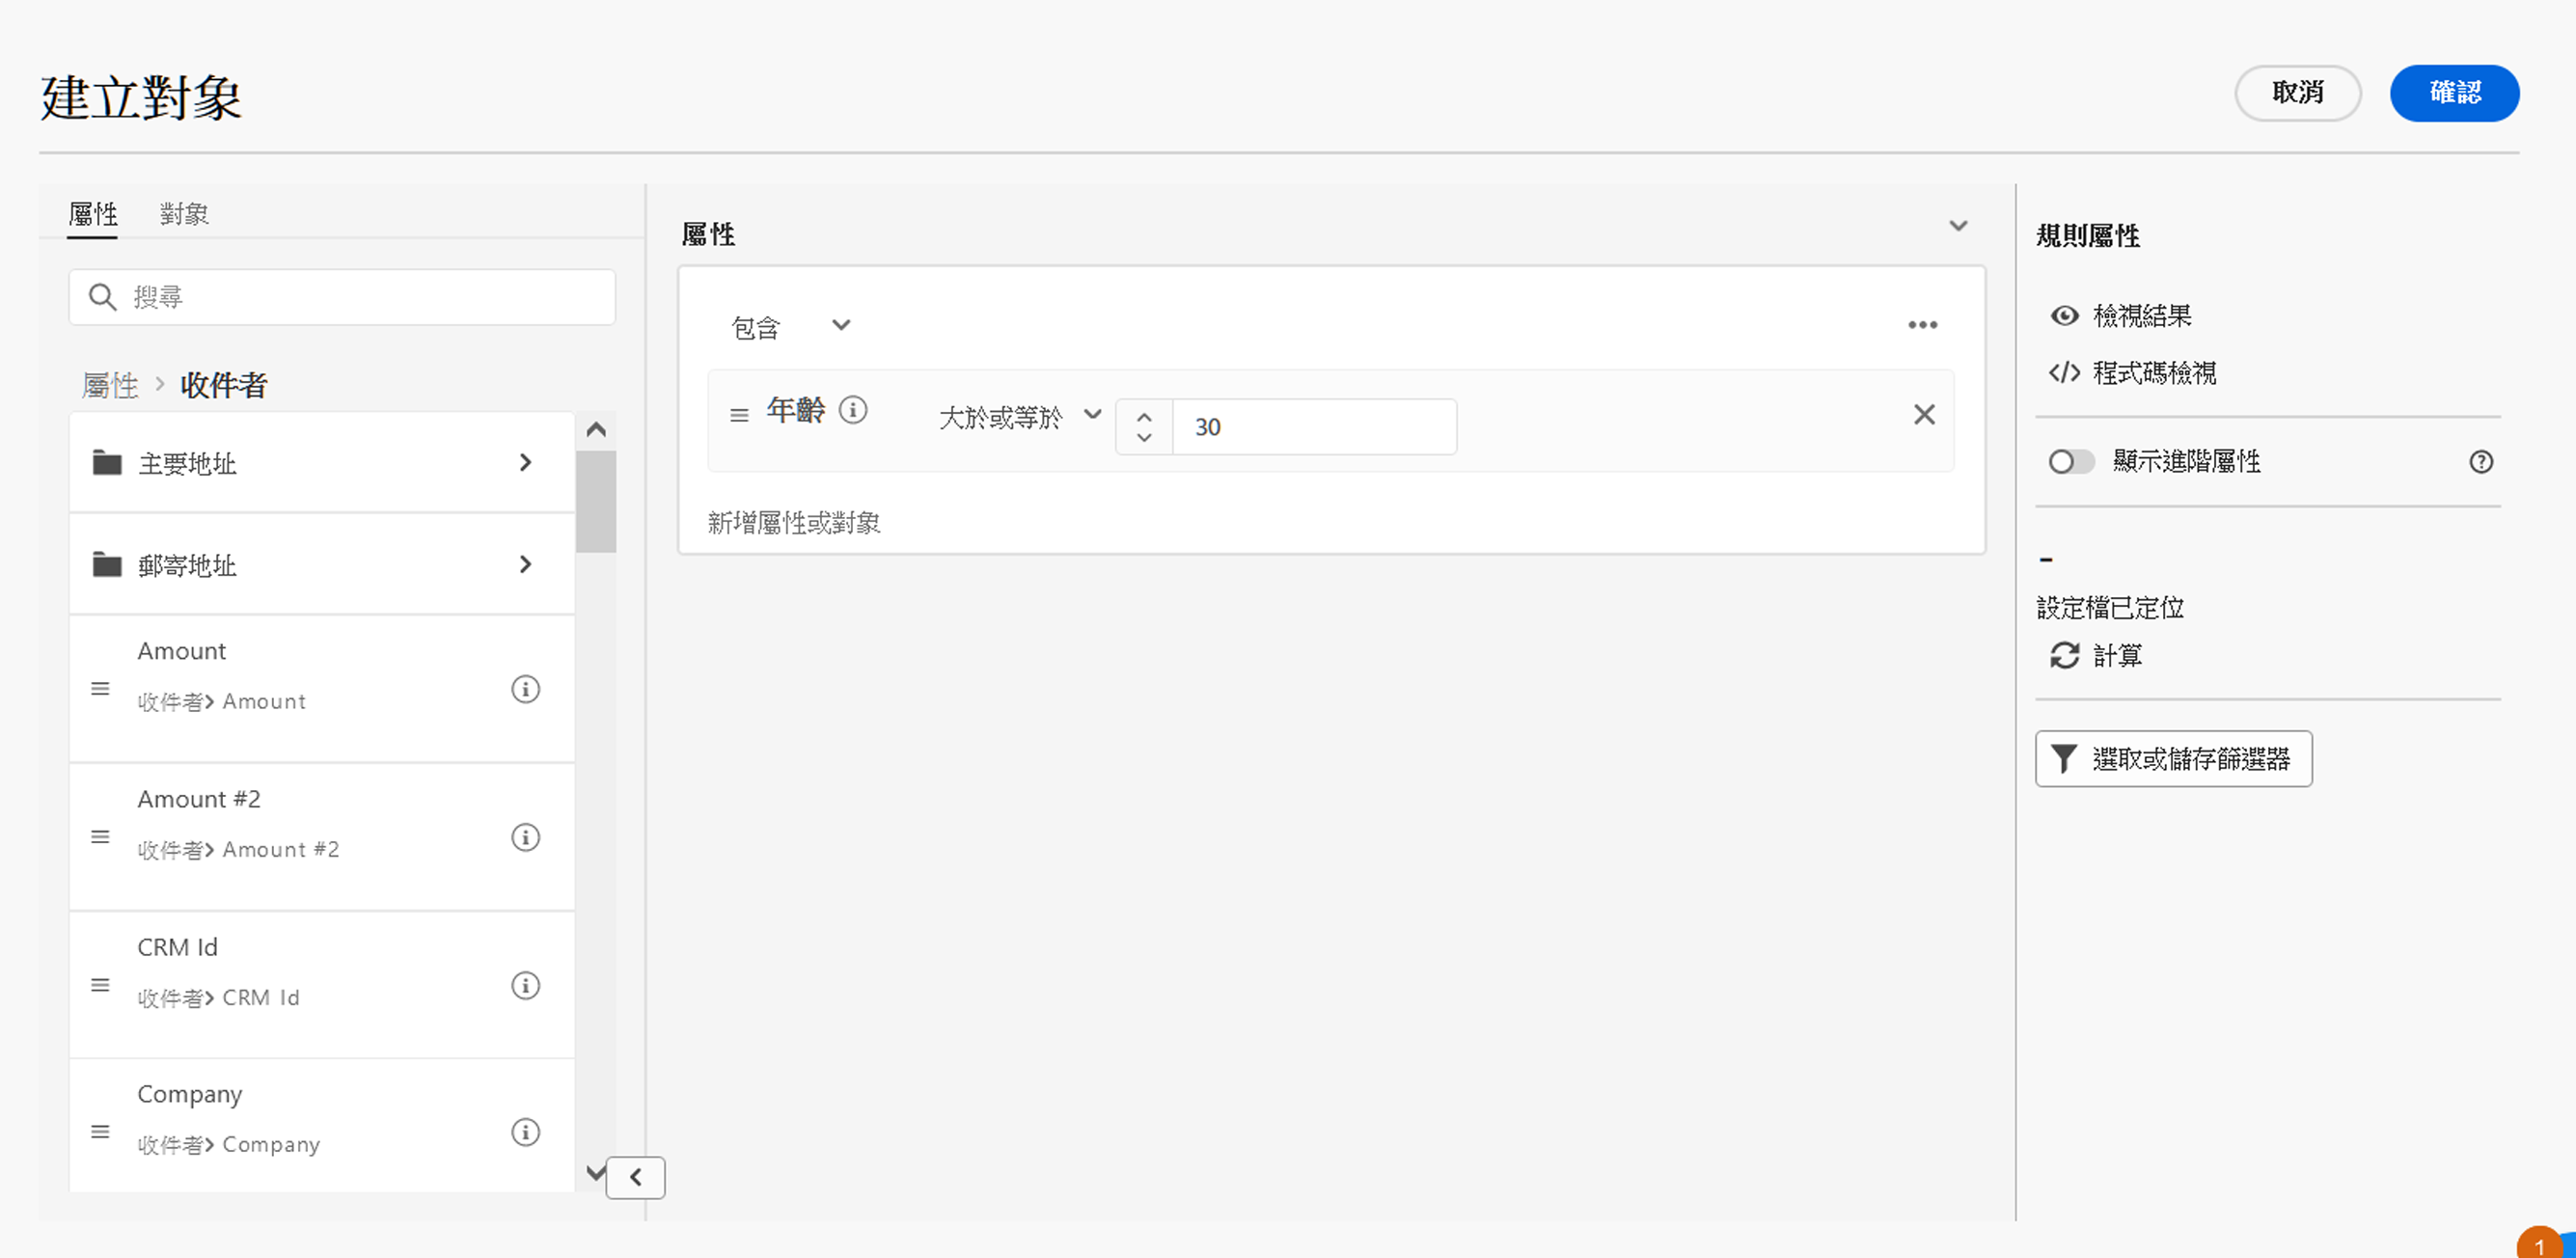 建立對象
取消
確認
屬性
對象
搜尋
屬性 > 收件者
主要地址
郵寄地址
Amount
收件者> Amount
Amount #2
收件者> Amount #2
CRM Id
收件者> CRM Id
Company
收件者> Company
屬性
包含
年齡
大於或等於
30
新增屬性或對象
規則屬性
檢視結果
</> 程式碼檢視
顯示進階屬性
-
設定檔已定位
計算
選取或儲存篩選器
1